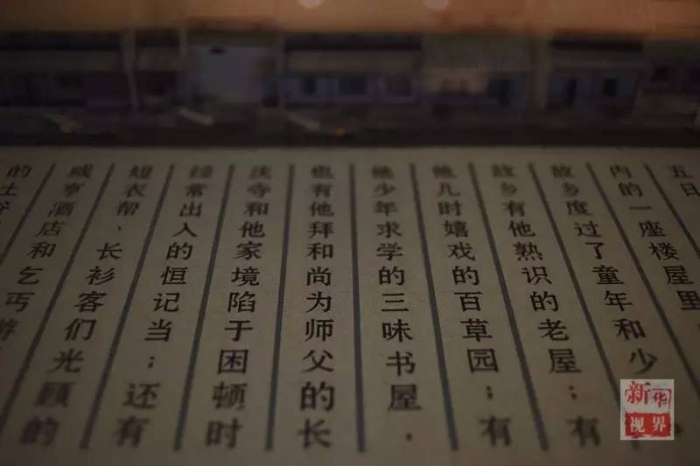 五日
内的一座楼屋里
故乡度过了童年和少
故乡有他熟识的老屋；有
他儿时嬉戏的百草园；有
他少年求学的三味书屋，
也有他拜和尚为师父的长
庆寺和他家境陷于困顿时
经常出入的恒记当；还有
短衣帮、长衫客们光顾的
咸亨酒店和乞丐
的土谷
新华
视界